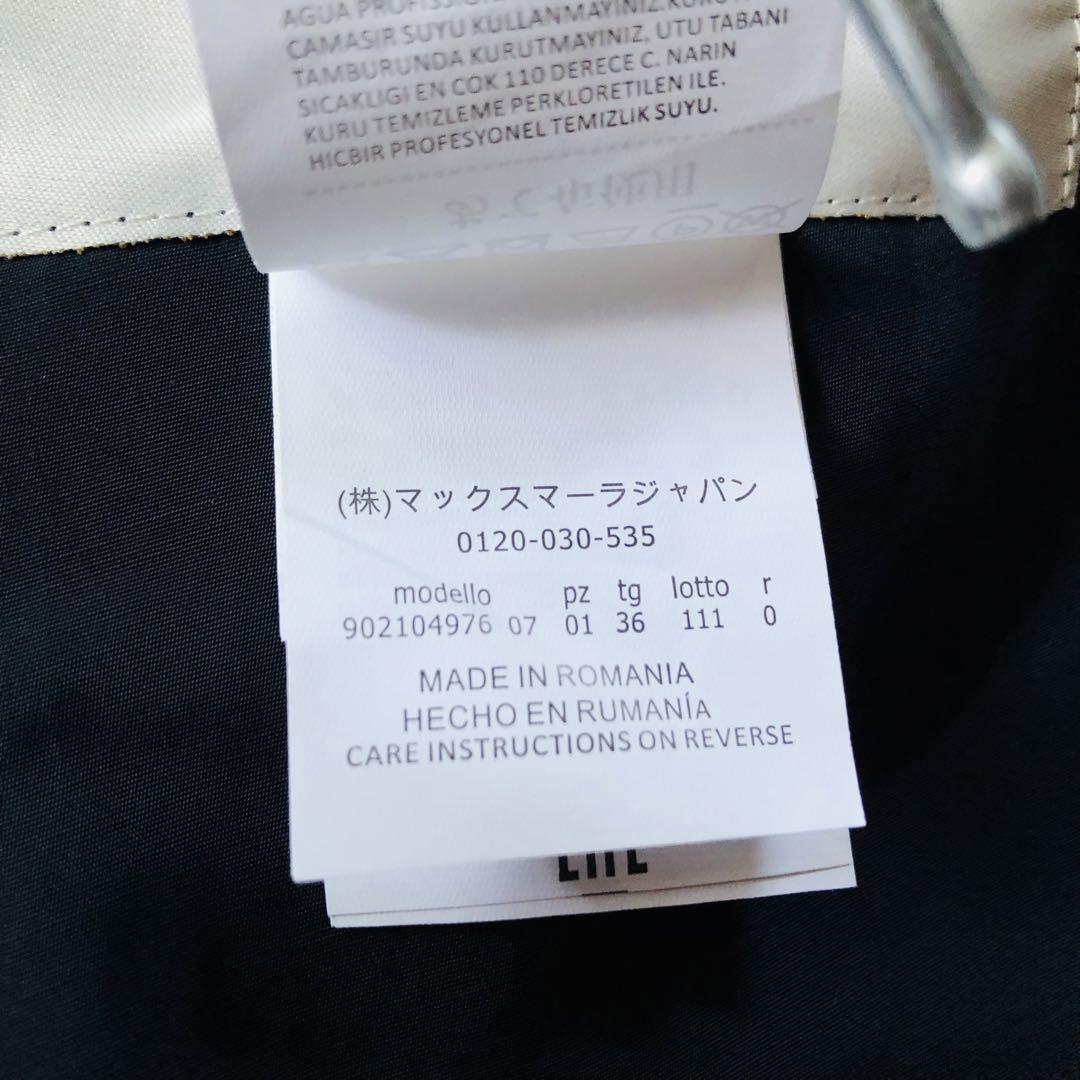 AGUA PROFISSIO
CAMASIR SUYU KULLANMAYINIZ.KURU
TAMBURUNDA KURUTMAYINIZ, UTU TABANI
SICAKLIGI EN COK 110 DERECE C. NARIN
KURU TEMIZLEME PERKLORETILEN ILE.
HICBIR PROFESYONEL TEMIZLIK SUYU.
(株)マックスマーラジャパン
0120-030-535
modello pz tg lotto r
902104976 07 01 36 111 0
MADE IN ROMANIA
HECHO EN RUMANÍA
CARE INSTRUCTIONS ON REVERSE